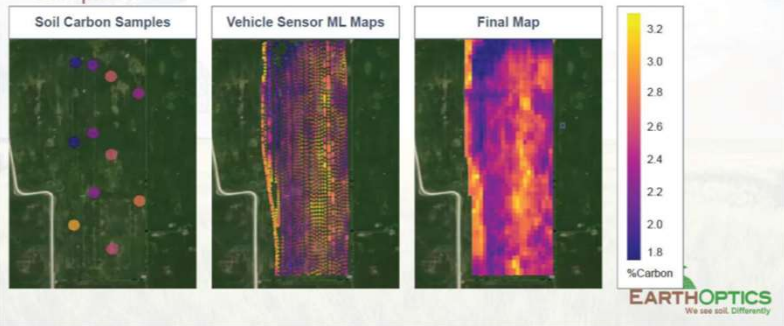 Soil Carbon Samples
Vehicle Sensor ML Maps
Final Map
3.2
3.0
2.8
2.6
2.4
2.2
2.0
1.8
%Carbon
EARTHOPTICS
We see soil. Differently